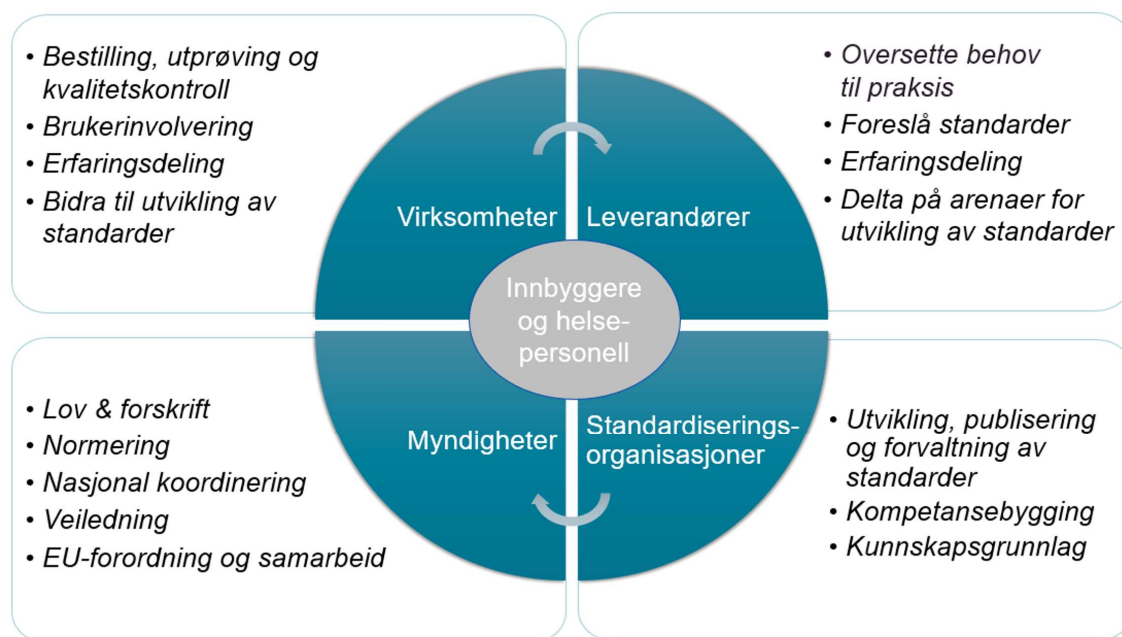 • Bestilling, utprøving og
kvalitetskontroll
• Brukerinvolvering
• Erfaringsdeling
• Bidra til utvikling av
standarder
• Oversette behov
til praksis
• Foreslå standarder
• Erfaringsdeling
• Delta på arenaer for
utvikling av standarder
Virksomheter
Leverandører
Innbyggere
og helse-
personell
Myndigheter
Standardiserings-
organisasjoner
• Lov & forskrift
• Normering
• Nasjonal koordinering
• Veiledning
• EU-forordning og samarbeid
• Utvikling, publisering
og forvaltning av
standarder
• Kompetansebygging
• Kunnskapsgrunnlag